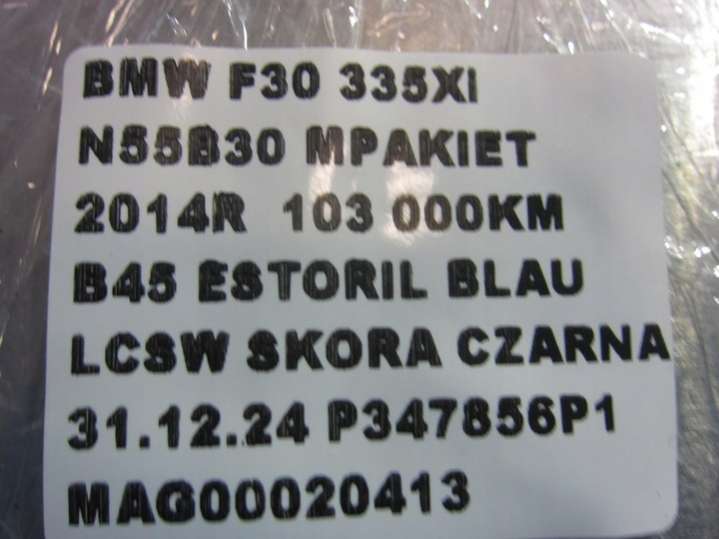 BMW F30 335XI
N55B30 MPAKIET
2014R 103 000KM
B45 ESTORIL BLAU
LCSW SKORA CZARNA
31.12.24 P347856P1
MAG00020413